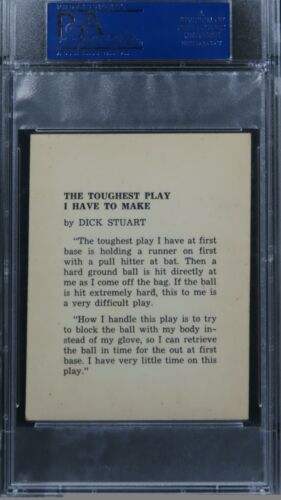 PSA
THE TOUGHEST PLAY
I HAVE TO MAKE
by DICK STUART
"The toughest play I have at first
base is holding a runner on first
with a pull hitter at bat. Then a
hard ground ball is hit directly at
me as I come off the bag. If the ball
is hit extremely hard, this to me is
a very difficult play.
"How I handle this play is to try
to block the ball with my body in-
stead of my glove, so I can retrieve
the ball in time for the out at first
base. I have very little time on this
play."